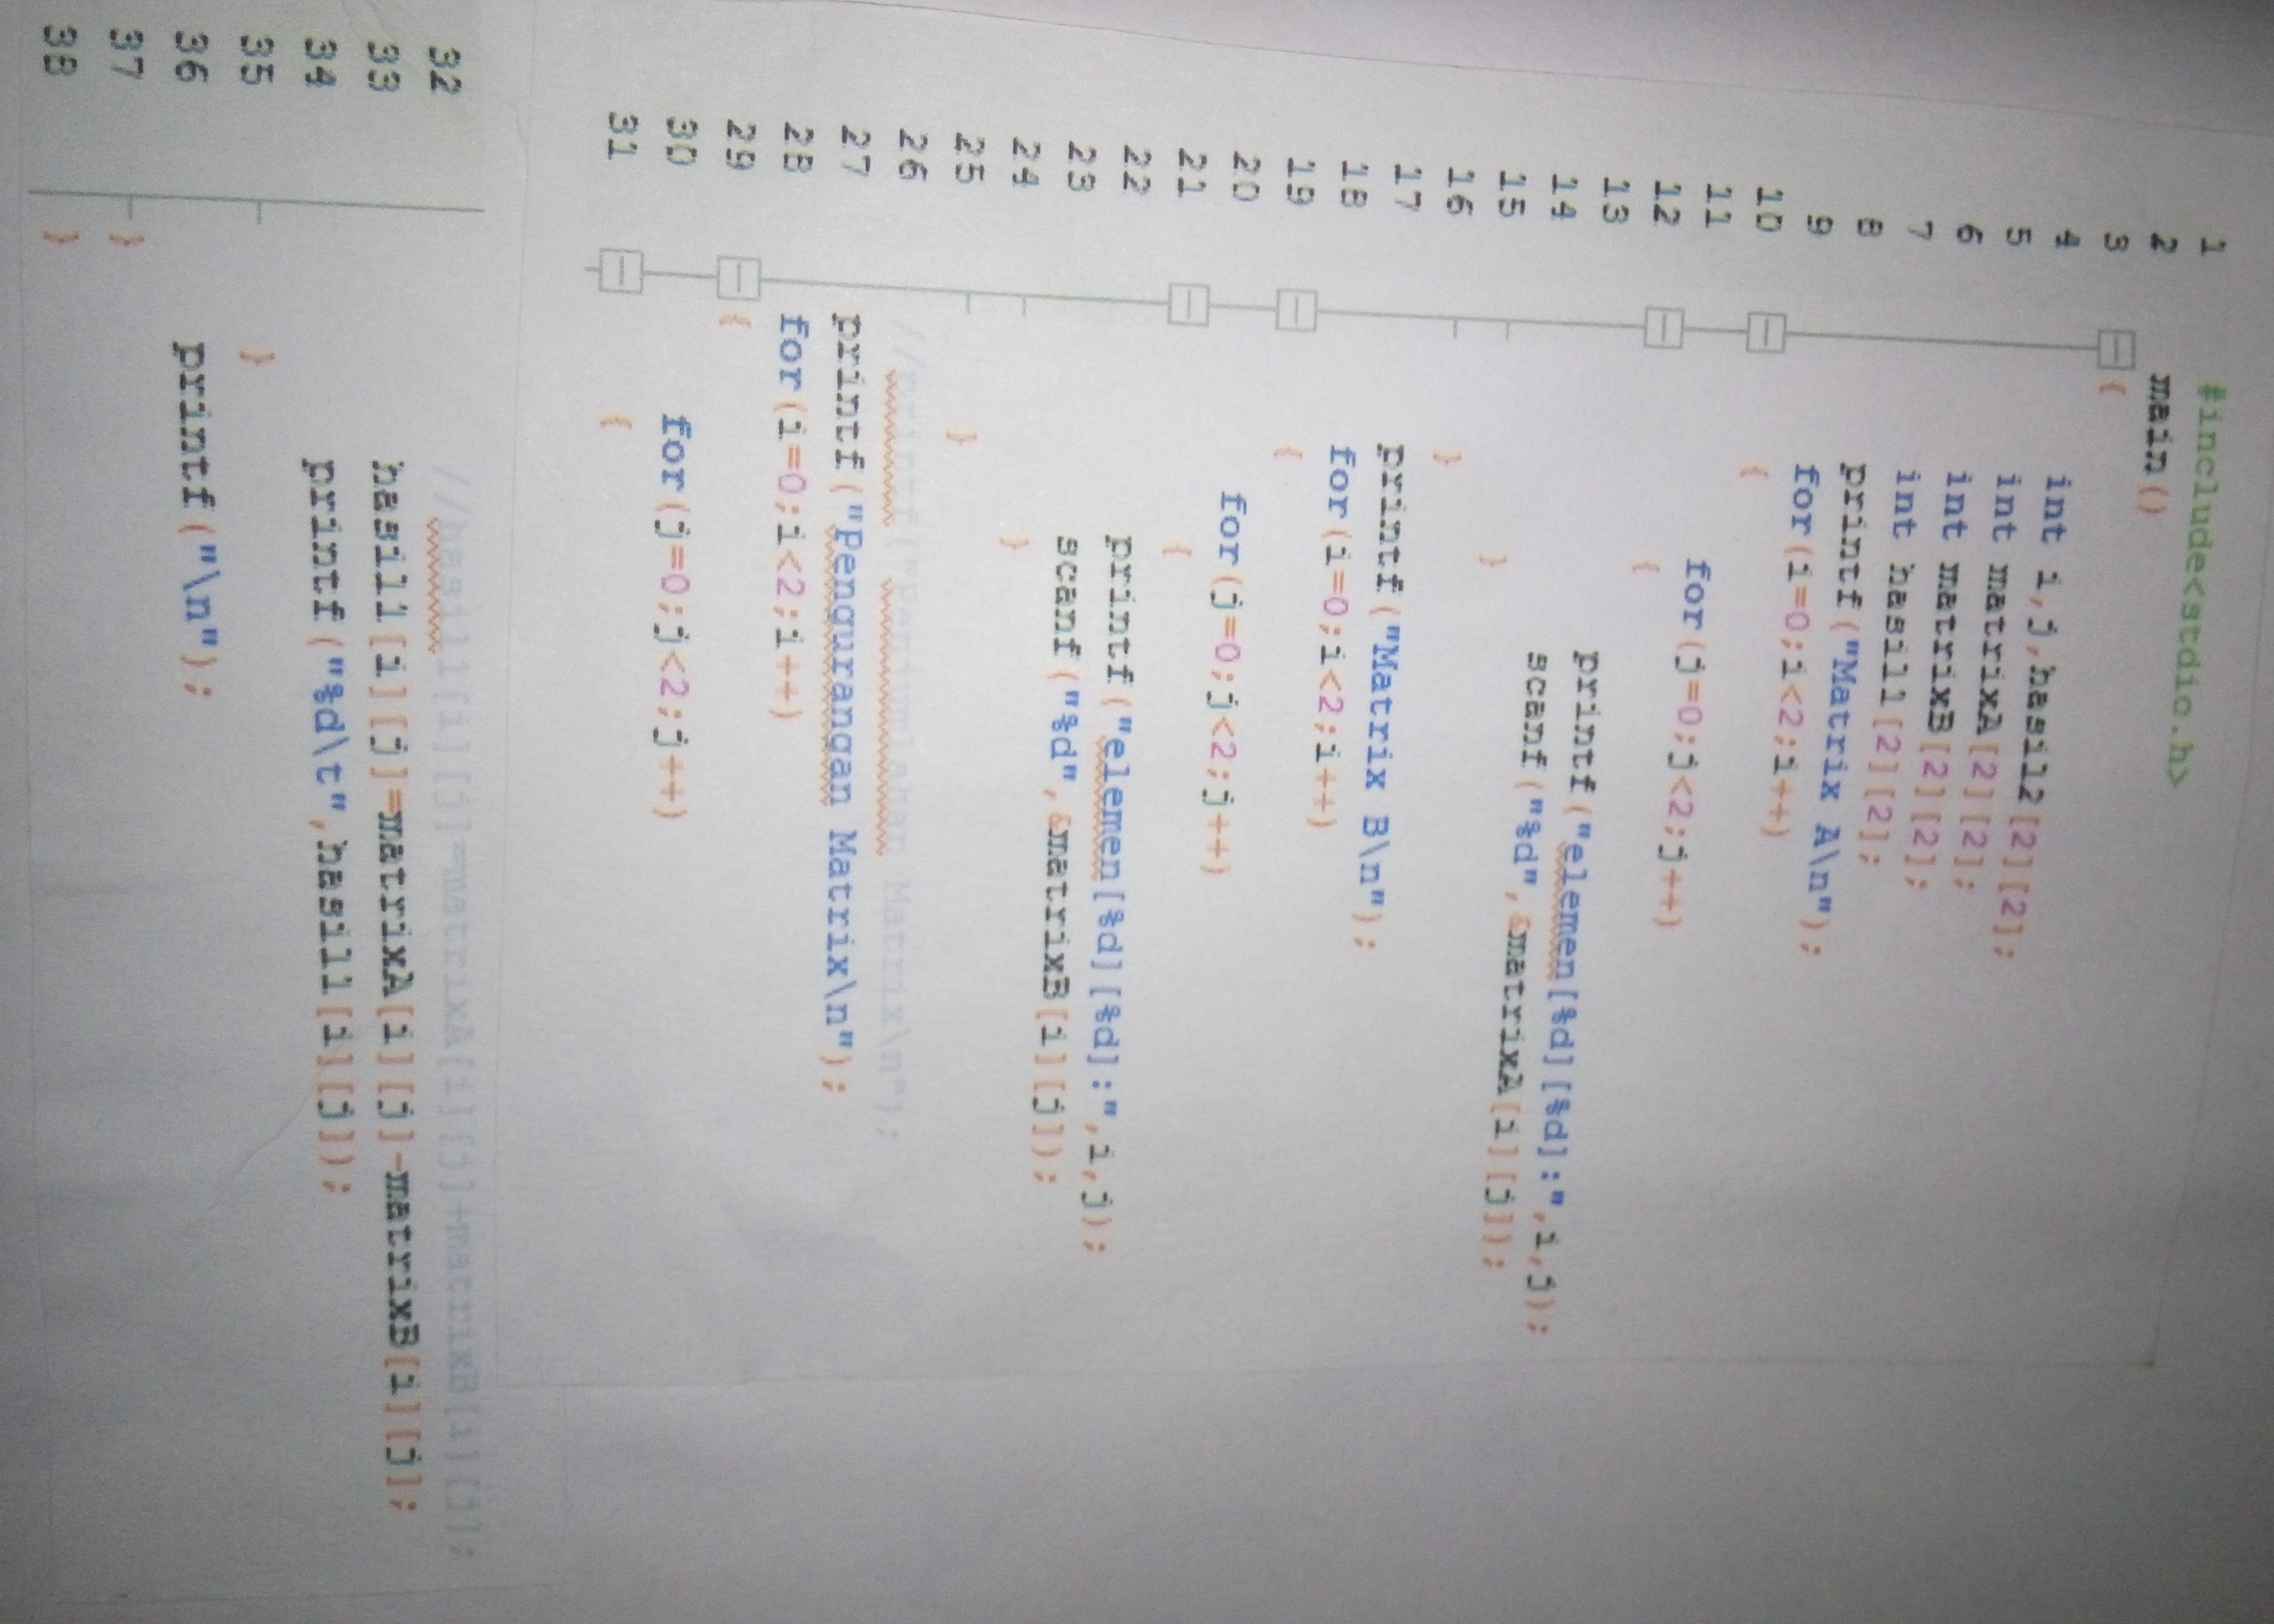 1 #include<stdio.h>
2 main()
3 {
4 int i,j,hasil2[2][2];
5 int matrixA[2][2];
6 int matrixB[2][2];
7 int hasil1[2][2];
8 printf("Matrix A\n");
9 for(i=0;i<2;i++)
10 {
11 for(j=0;j<2;j++)
12 {
13 printf("elemen[%d][%d]:",i,j);
14 scanf("%d",&matrixA[i][j]);
15 }
16 }
17 printf("Matrix B\n");
18 for(i=0;i<2;i++)
19 {
20 for(j=0;j<2;j++)
21 {
22 printf("elemen[%d][%d]:",i,j);
23 scanf("%d",&matrixB[i][j]);
24 }
25 }
26 //printf("Penjumlahan Matrix\n");
27 printf("Pengurangan Matrix\n");
28 for(i=0;i<2;i++)
29 {
30 for(j=0;j<2;j++)
31 {
32 //hasil1[i][j]=matrixA[i][j]+matrixB[i][j];
33 hasil1[i][j]=matrixA[i][j]-matrixB[i][j];
34 printf("%d\t",hasil1[i][j]);
35 }
36 printf("\n");
37 }
38 }